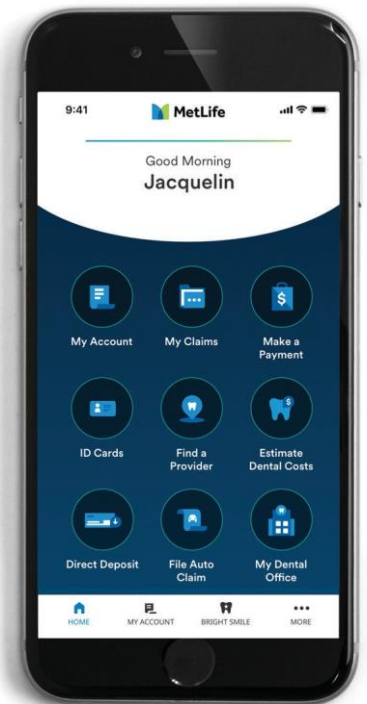 9:41
MetLife
Good Morning
Jacquelin
$
My Account
My Claims
Make a
Payment
$
ID Cards
Find a
Provider
Estimate
Dental Costs
Direct Deposit
File Auto
Claim
My Dental
Office
HOME
MY ACCOUNT
BRIGHT SMILE
MORE